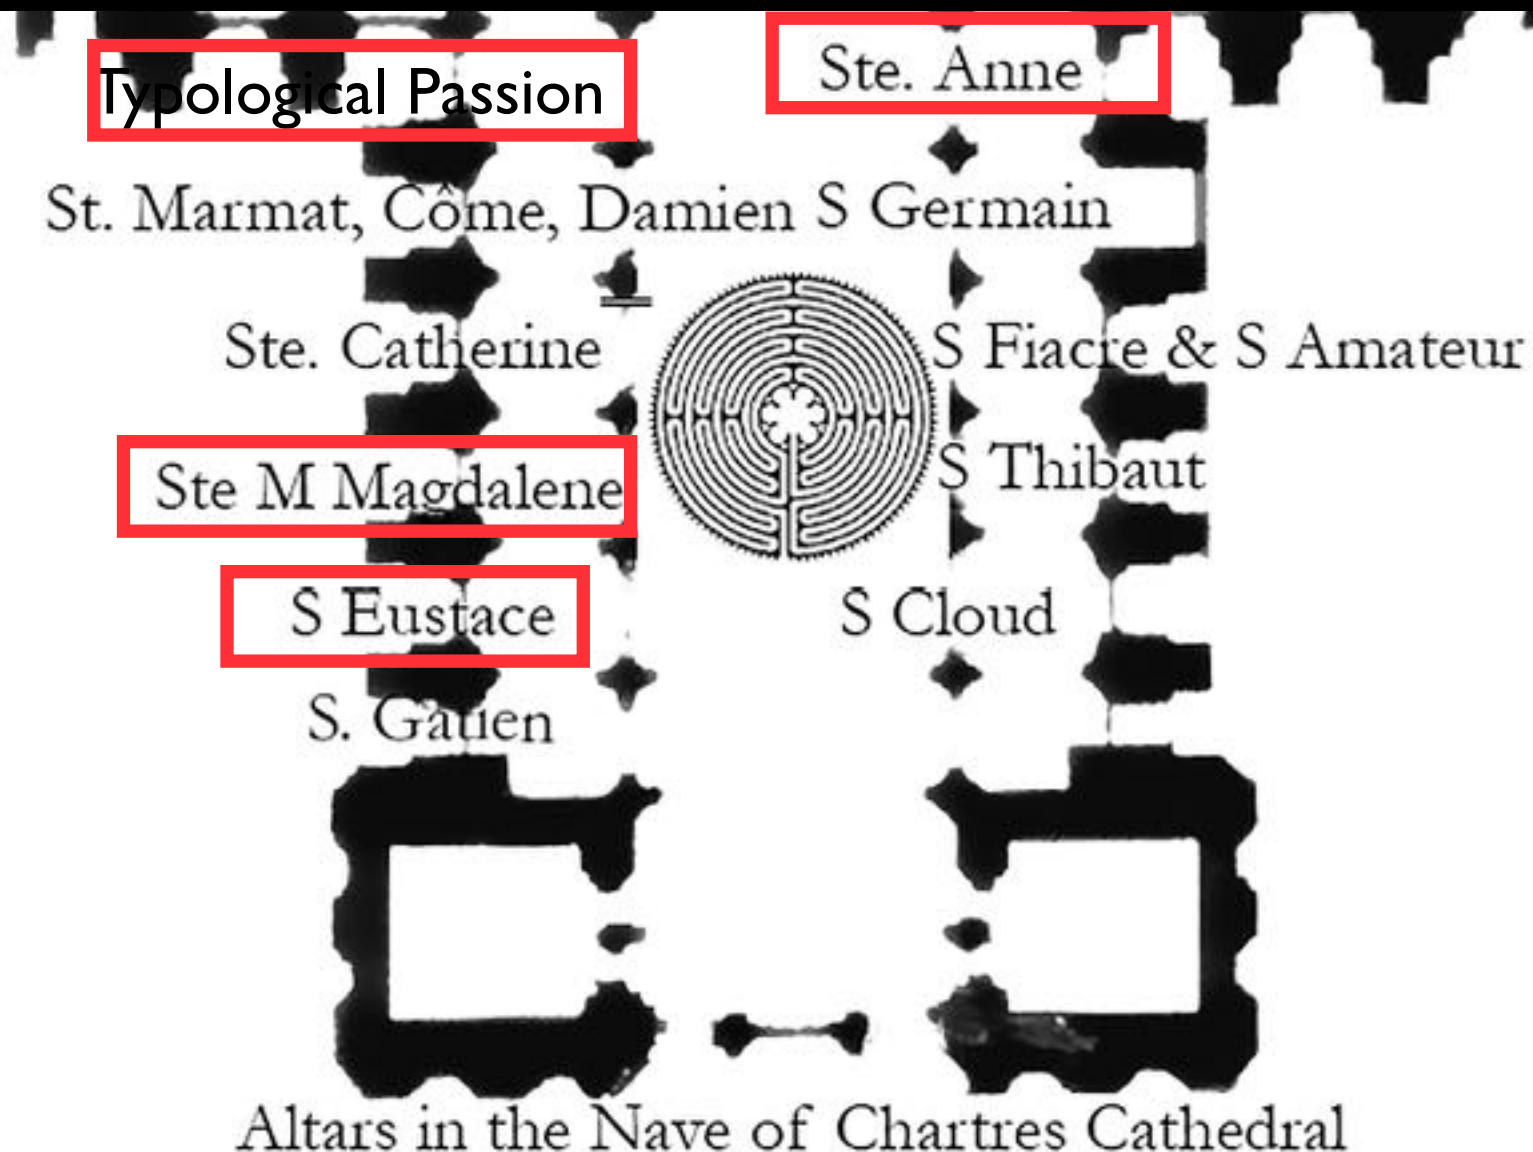 Typological Passion
Ste. Anne
St. Marmat, Côme, Damien
S Germain
Ste. Catherine
S Fiacre & S Amateur
Ste M Magdalene
S Thibaut
S Eustace
S Cloud
S. Gatien
Altars in the Nave of Chartres Cathedral